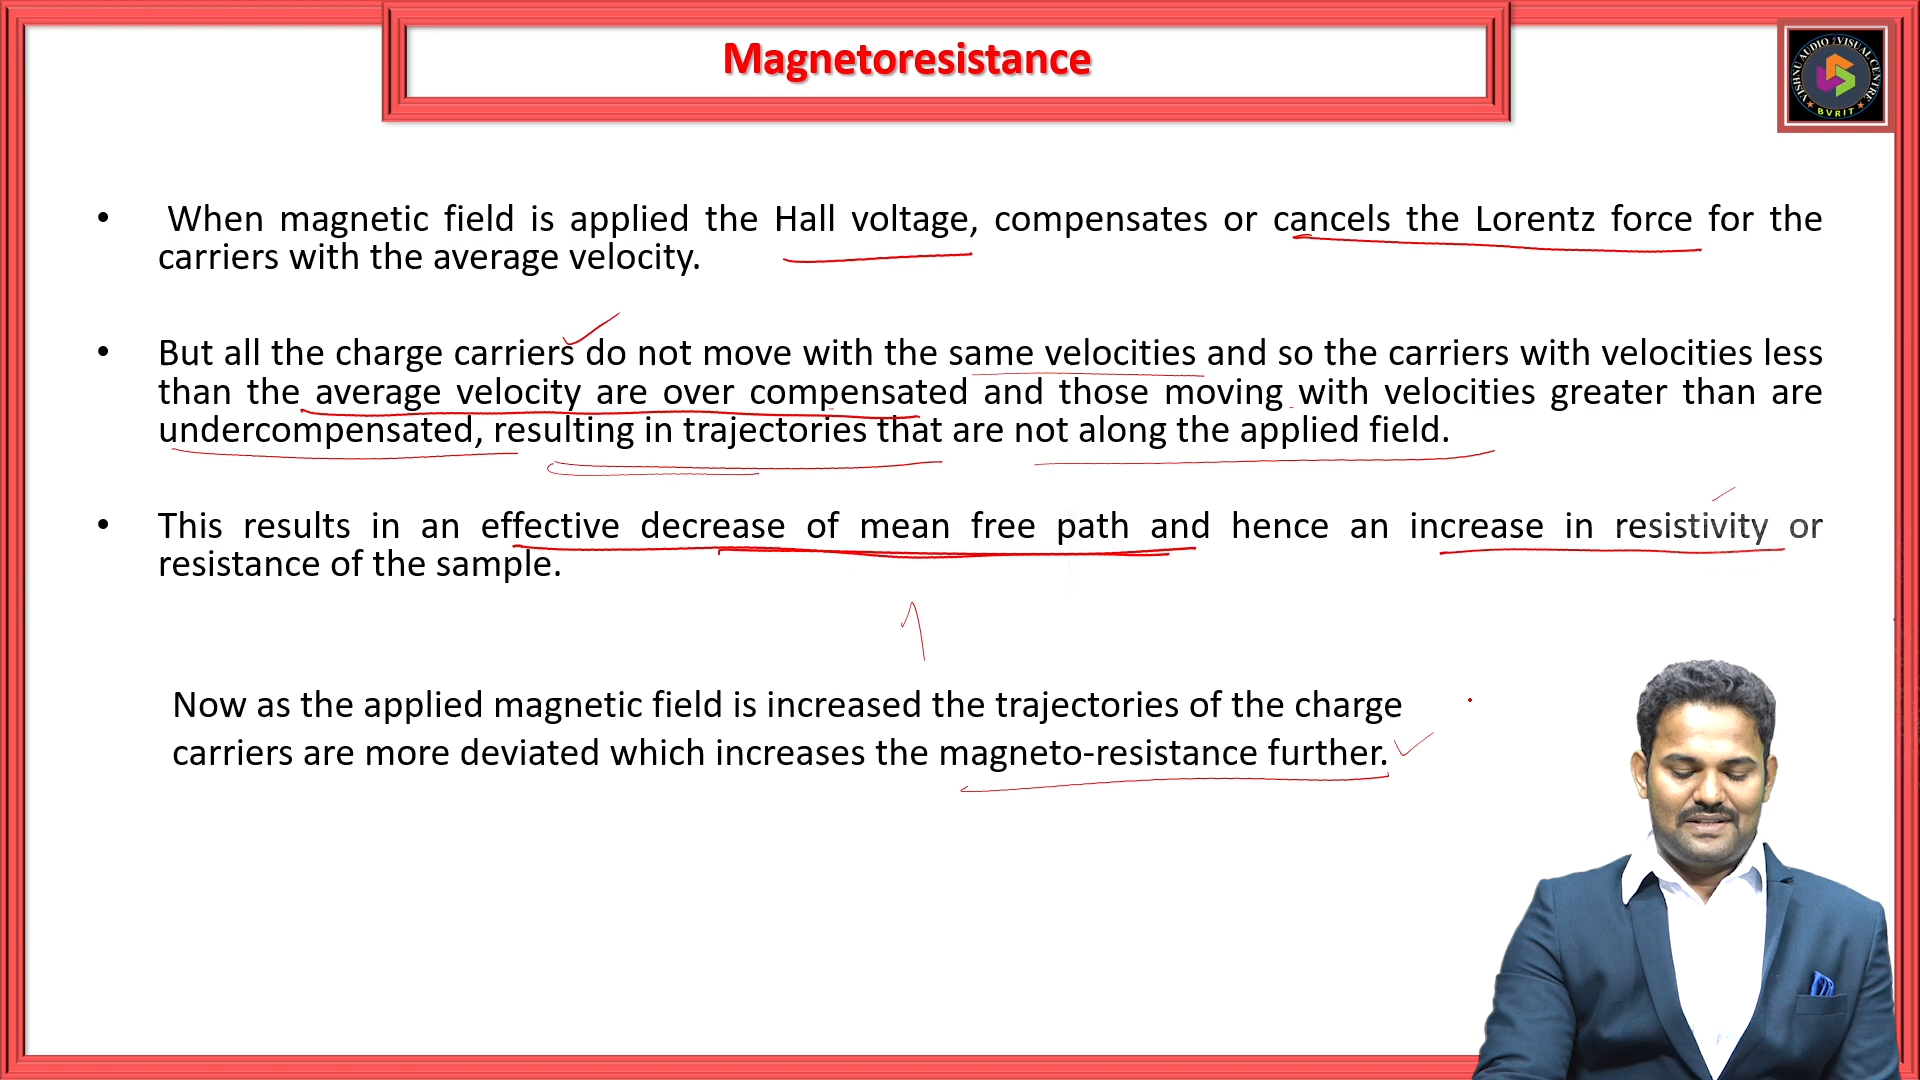 Magnetoresistance
VISHNU AUDIO VISUAL CENTRE
BVRIT
• When magnetic field is applied the Hall voltage, compensates or cancels the Lorentz force for the
carriers with the average velocity.
• But all the charge carriers do not move with the same velocities and so the carriers with velocities less
than the average velocity are over compensated and those moving with velocities greater than are
undercompensated, resulting in trajectories that are not along the applied field.
• This results in an effective decrease of mean free path and hence an increase in resistivity or
resistance of the sample.
Now as the applied magnetic field is increased the trajectories of the charge
carriers are more deviated which increases the magneto-resistance further.